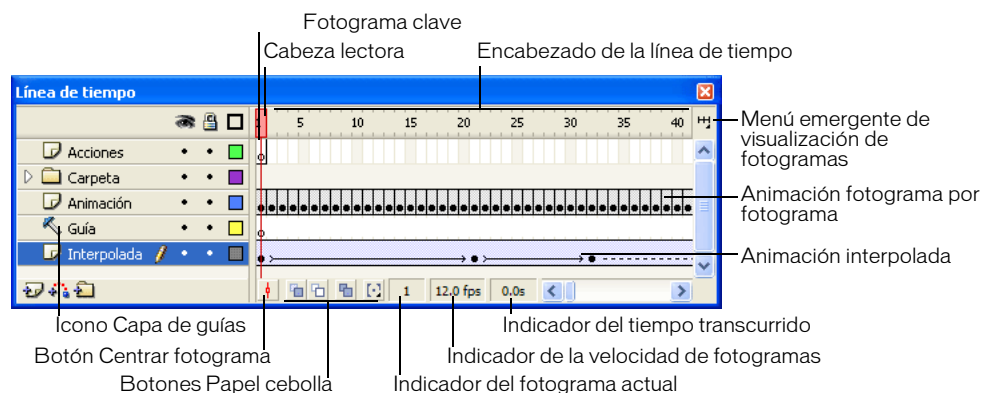 Fotograma clave
Cabeza lectora
Encabezado de la línea de tiempo
Línea de tiempo
5 10 15 20 25 30 35 40
Menú emergente de
visualización de
fotogramas
Acciones
Carpeta
Animación
Animación fotograma por
fotograma
Guía
Interpolada
Animación interpolada
1 12.0 fps 0.0s
Icono Capa de guías
Indicador del tiempo transcurrido
Botón Centrar fotograma
Indicador de la velocidad de fotogramas
Botones Papel cebolla
Indicador del fotograma actual